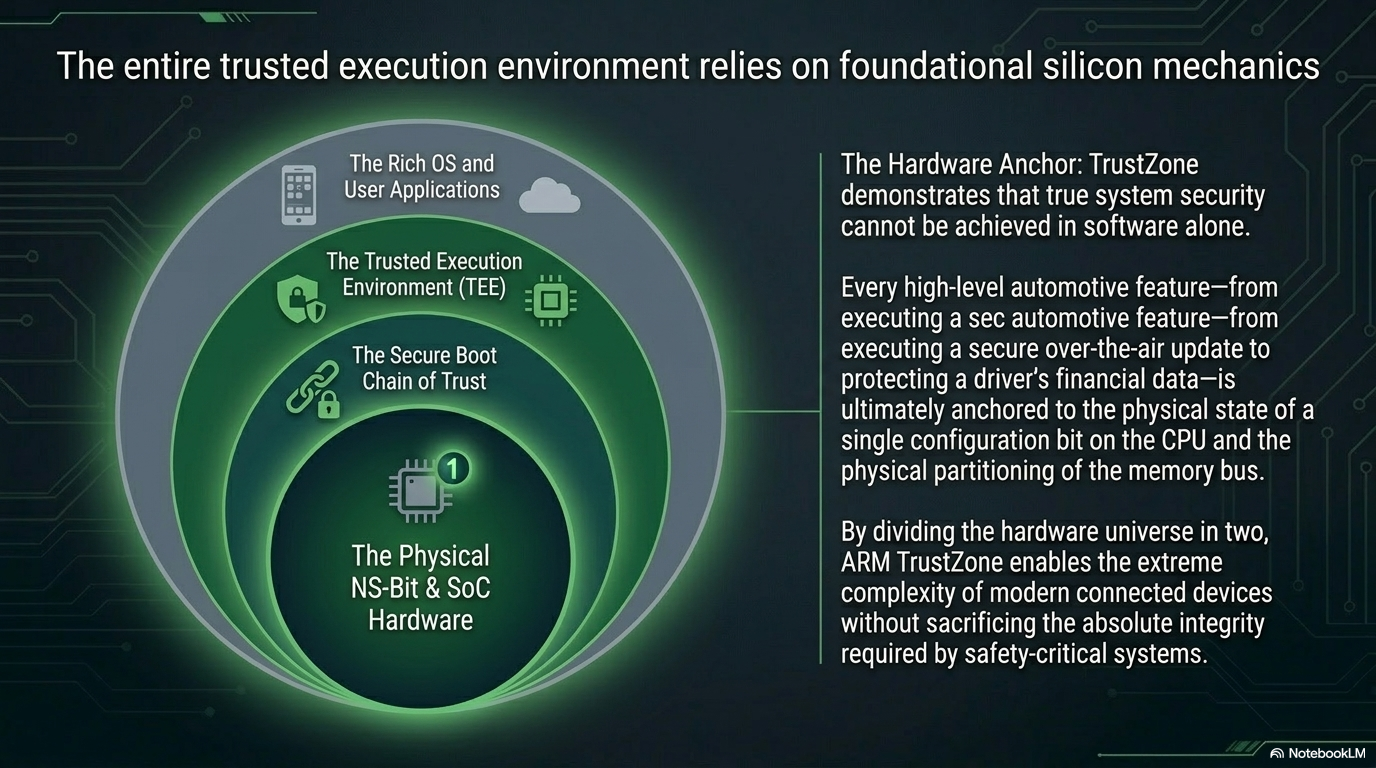 The entire trusted execution environment relies on foundational silicon mechanics
The Rich OS and
User Applications
The Trusted Execution
Environment (TEE)
The Secure Boot
Chain of Trust
1
The Physical
NS-Bit & SoC
Hardware
The Hardware Anchor: TrustZone
demonstrates that true system security
cannot be achieved in software alone.
Every high-level automotive feature—from
executing a sec automotive feature—from
executing a secure over-the-air update to
protecting a driver's financial data—is
ultimately anchored to the physical state of a
single configuration bit on the CPU and the
physical partitioning of the memory bus.
By dividing the hardware universe in two,
ARM TrustZone enables the extreme
complexity of modern connected devices
without sacrificing the absolute integrity
required by safety-critical systems.
NotebookLM